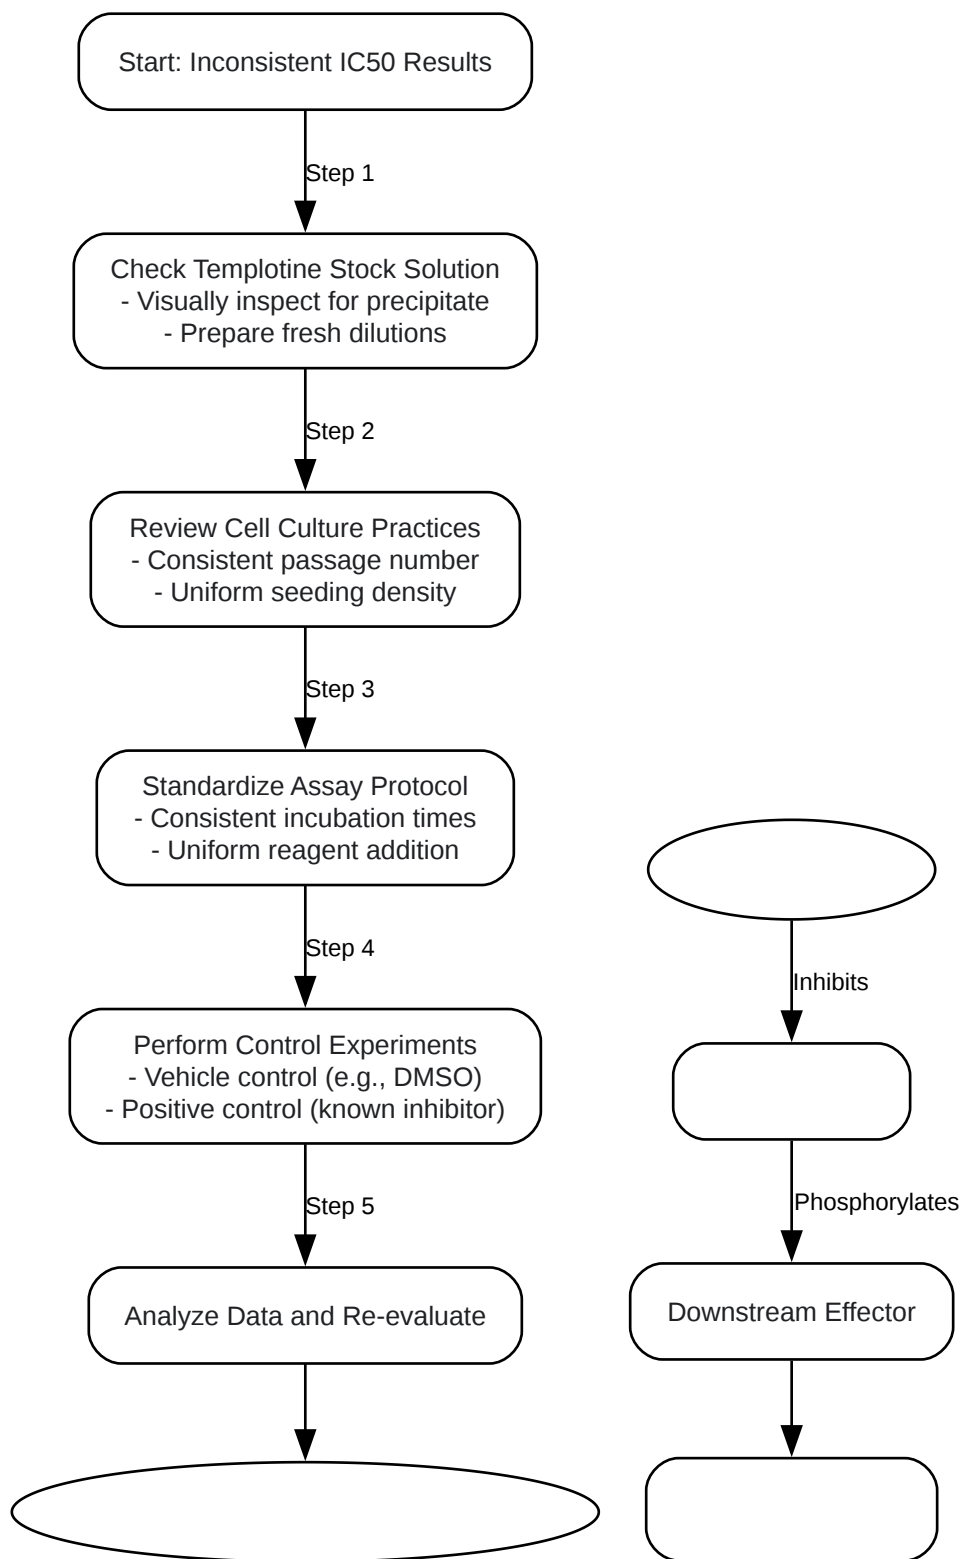 Start: Inconsistent IC50 Results
Step 1
Check Templotine Stock Solution
- Visually inspect for precipitate
- Prepare fresh dilutions
Step 2
Review Cell Culture Practices
- Consistent passage number
- Uniform seeding density
Step 3
Standardize Assay Protocol
- Consistent incubation times
- Uniform reagent addition
Step 4
Perform Control Experiments
- Vehicle control (e.g., DMSO)
- Positive control (known inhibitor)
Step 5
Analyze Data and Re-evaluate
Inhibits
Phosphorylates
Downstream Effector